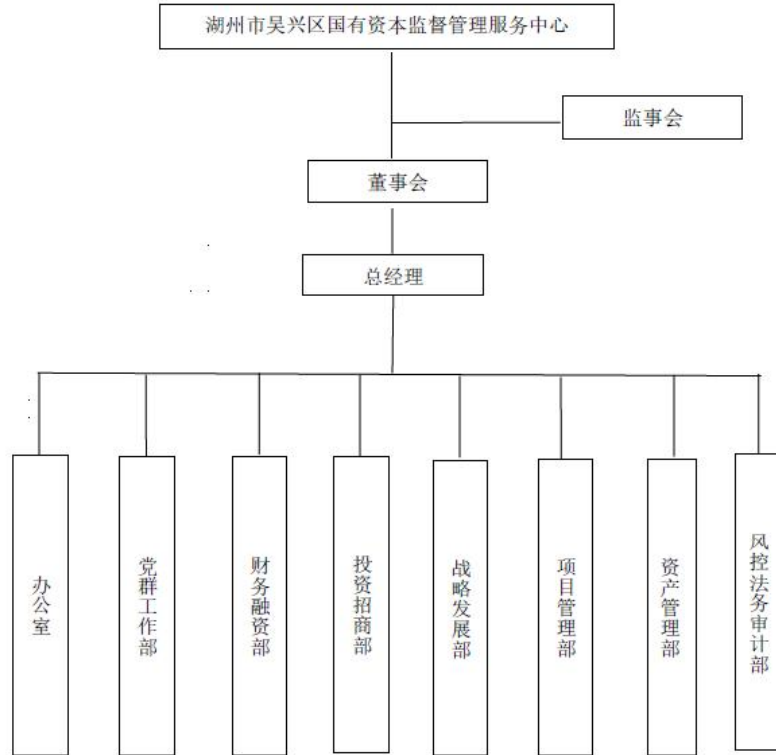 湖州市吴兴区国有资本监督管理服务中心
监事会
董事会
总经理
办公室
党群工作部
财务融资部
投资招商部
战略发展部
项目管理部
资产管理部
风控法务审计部